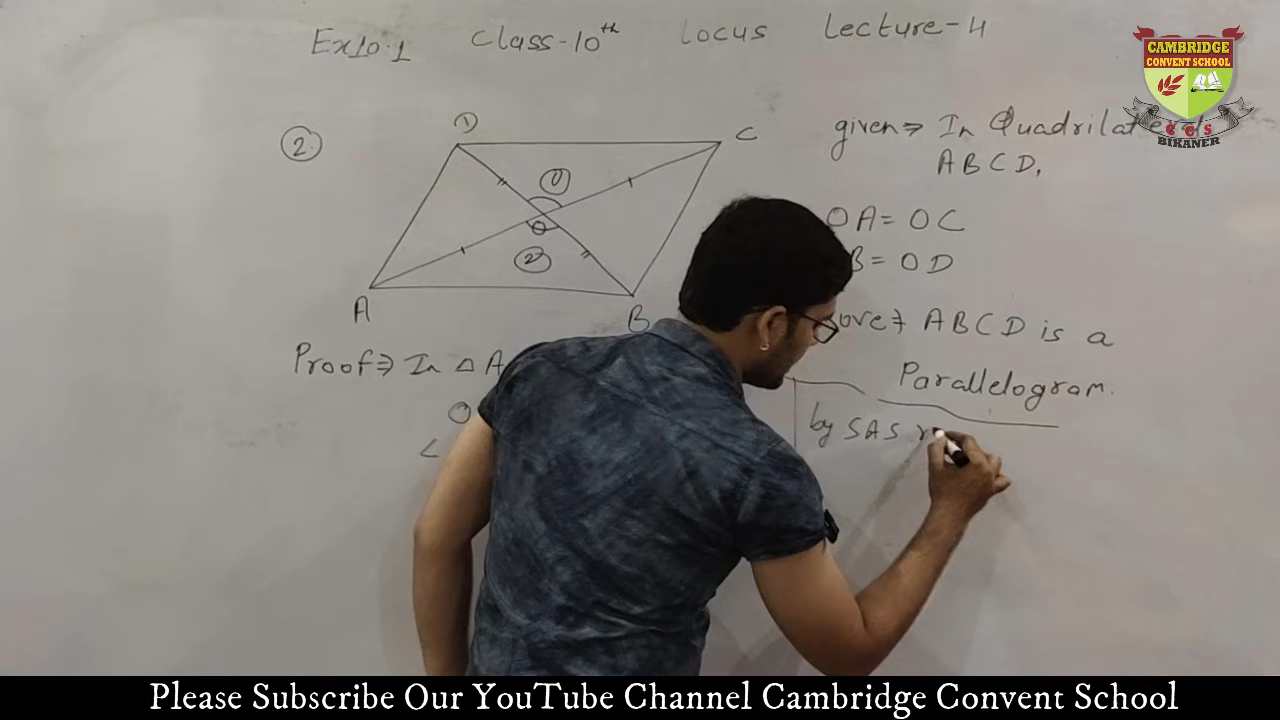 Ex10.1 Class-10th Locus Lecture-4
CAMBRIDGE
CONVENT SCHOOL
C C S
BIKANER
2.
D
C
given ⇒ In Quadrilateral
ABCD,
1
O
2
OA = OC
B = OD
A
B
ABCD is a
Parallelogram.
Proof ⇒ In △ A
O
∠
by SAS
Please Subscribe Our YouTube Channel Cambridge Convent School